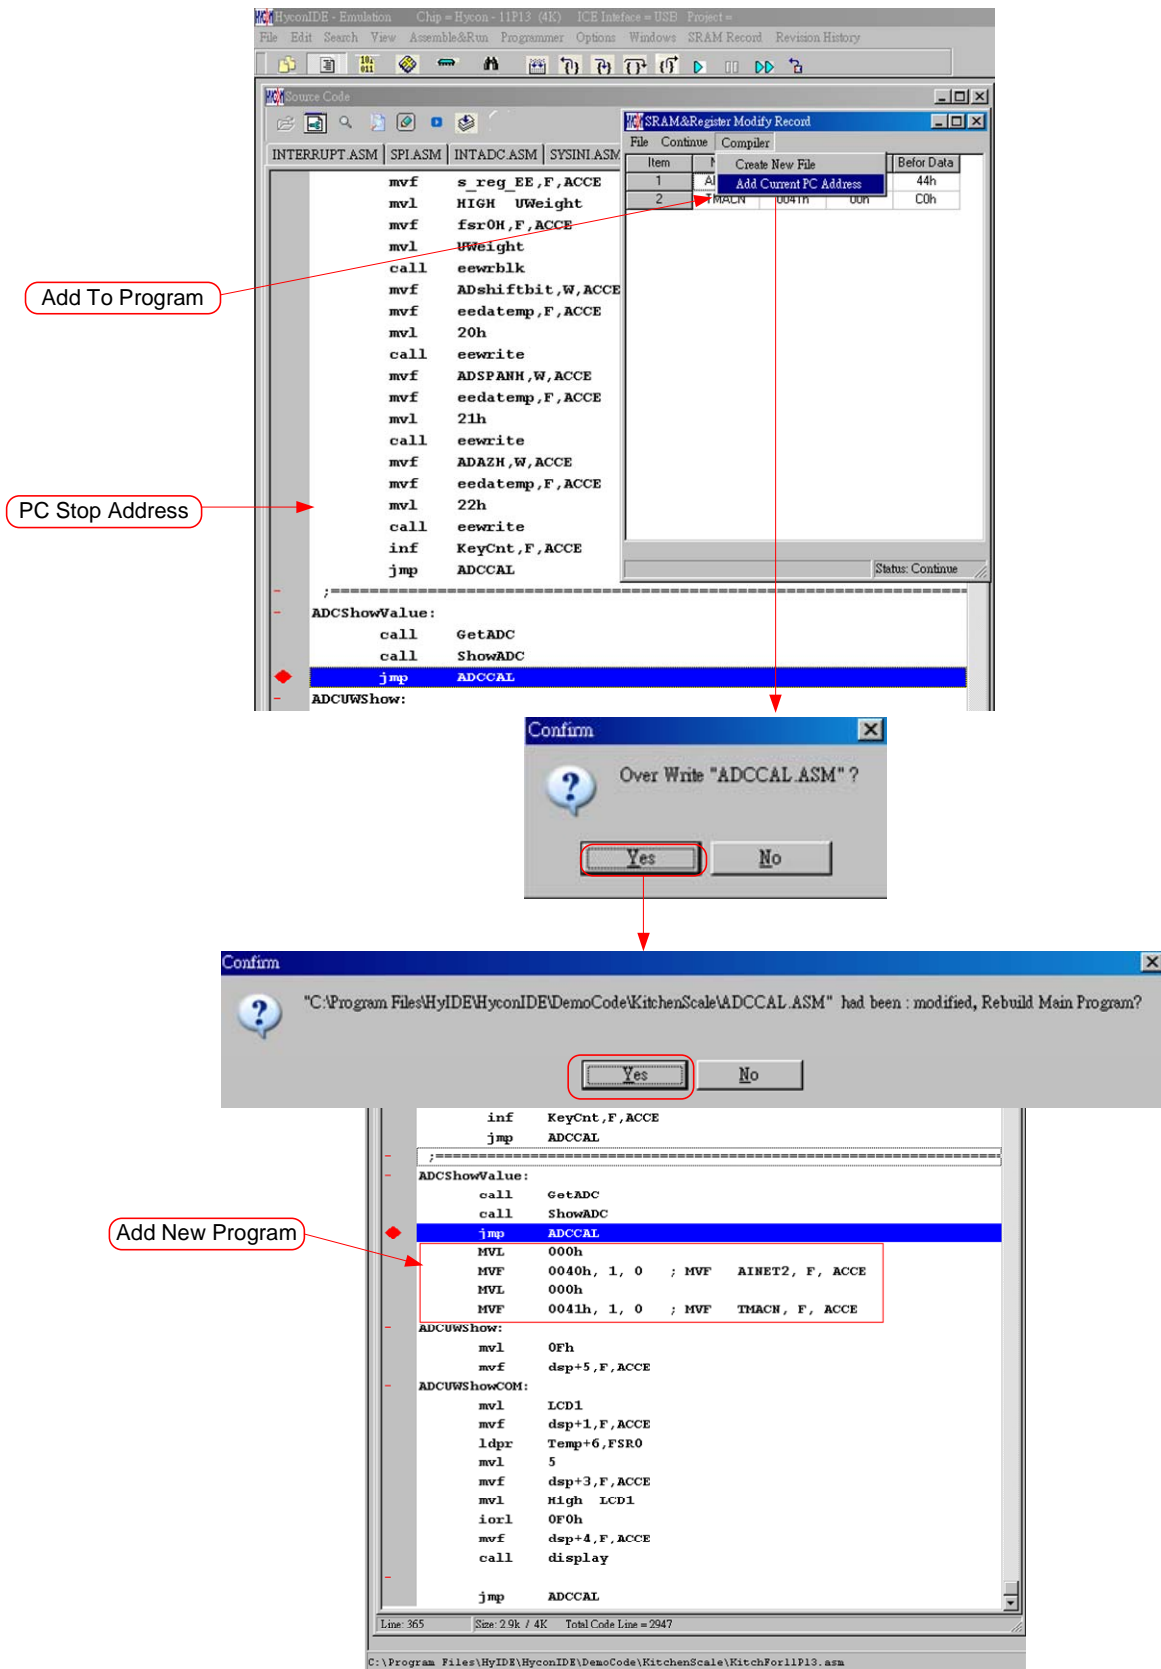 HyconIDE - Emulation Chip = Hycon - 11P13 (4K) ICE Inteface = USB Project =
File Edit Search View Assemble&Run Programmer Options Windows SRAM Record Revision History
Source Code
INTERRUPT.ASM SPI.ASM INTADC.ASM SYSINI.ASM
mvf s_reg_EE,F,ACCE
mvl HIGH UWeight
mvf fsr0H,F,ACCE
mvl UWeight
call eewrblk
mvf ADshiftbit,W,ACCE
mvf eedatemp,F,ACCE
mvl 20h
call eewrite
mvf ADSPANH,W,ACCE
mvf eedatemp,F,ACCE
mvl 21h
call eewrite
mvf ADAZH,W,ACCE
mvf eedatemp,F,ACCE
mvl 22h
call eewrite
inf KeyCnt,F,ACCE
jmp ADCCAL
ADCShowValue:
call GetADC
call ShowADC
jmp ADCCAL
ADCUWShow:
SRAM&Register Modify Record
File Continue Compiler
Create New File
Add Current PC Address
Item Befor Data
1 44h
2 TMACN 0041h 00h C0h
Status: Continue
Add To Program
PC Stop Address
Confirm
Over Write "ADCCAL.ASM" ?
Yes No
Confirm
"C:\Program Files\HyIDE\HyconIDE\DemoCode\KitchenScale\ADCCAL.ASM" had been : modified, Rebuild Main Program?
Yes No
inf KeyCnt,F,ACCE
jmp ADCCAL
ADCShowValue:
call GetADC
call ShowADC
jmp ADCCAL
MVL 000h
MVF 0040h, 1, 0 ; MVF AINET2, F, ACCE
MVL 000h
MVF 0041h, 1, 0 ; MVF TMACN, F, ACCE
ADCUWShow:
mvl 0Fh
mvf dsp+5,F,ACCE
ADCUWShowCOM:
mvl LCD1
mvf dsp+1,F,ACCE
ldpr Temp+6,FSR0
mvl 5
mvf dsp+3,F,ACCE
mvl High LCD1
iorl 0F0h
mvf dsp+4,F,ACCE
call display
jmp ADCCAL
Add New Program
Line: 365 Size: 2.9k / 4K Total Code Line = 2947
C:\Program Files\HyIDE\HyconIDE\DemoCode\KitchenScale\KitchFor11P13.asm